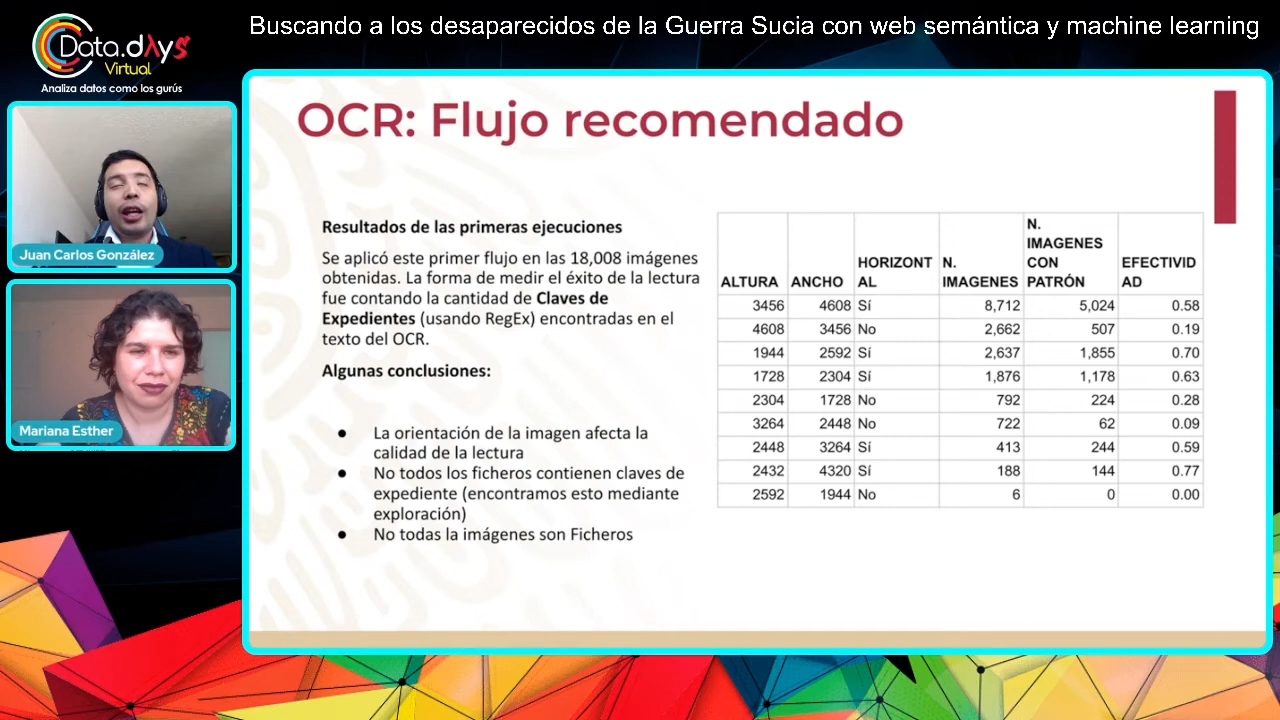 Buscando a los desaparecidos de la Guerra Sucia con web semántica y machine learning
Data.dλys
Virtual
Analiza datos como los gurús
Juan Carlos González
Mariana Esther
OCR: Flujo recomendado
Resultados de las primeras ejecuciones
Se aplicó este primer flujo en las 18,008 imágenes
obtenidas. La forma de medir el éxito de la lectura
fue contando la cantidad de Claves de
Expedientes (usando RegEx) encontradas en el
texto del OCR.
Algunas conclusiones:
● La orientación de la imagen afecta la
calidad de la lectura
● No todos los ficheros contienen claves de
expediente (encontramos esto mediante
exploración)
● No todas la imágenes son Ficheros
N.
IMAGENES
HORIZONT N. CON EFECTIVID
ALTURA ANCHO AL IMAGENES PATRÓN AD
3456 4608 Sí 8,712 5,024 0.58
4608 3456 No 2,662 507 0.19
1944 2592 Sí 2,637 1,855 0.70
1728 2304 Sí 1,876 1,178 0.63
2304 1728 No 792 224 0.28
3264 2448 No 722 62 0.09
2448 3264 Sí 413 244 0.59
2432 4320 Sí 188 144 0.77
2592 1944 No 6 0 0.00